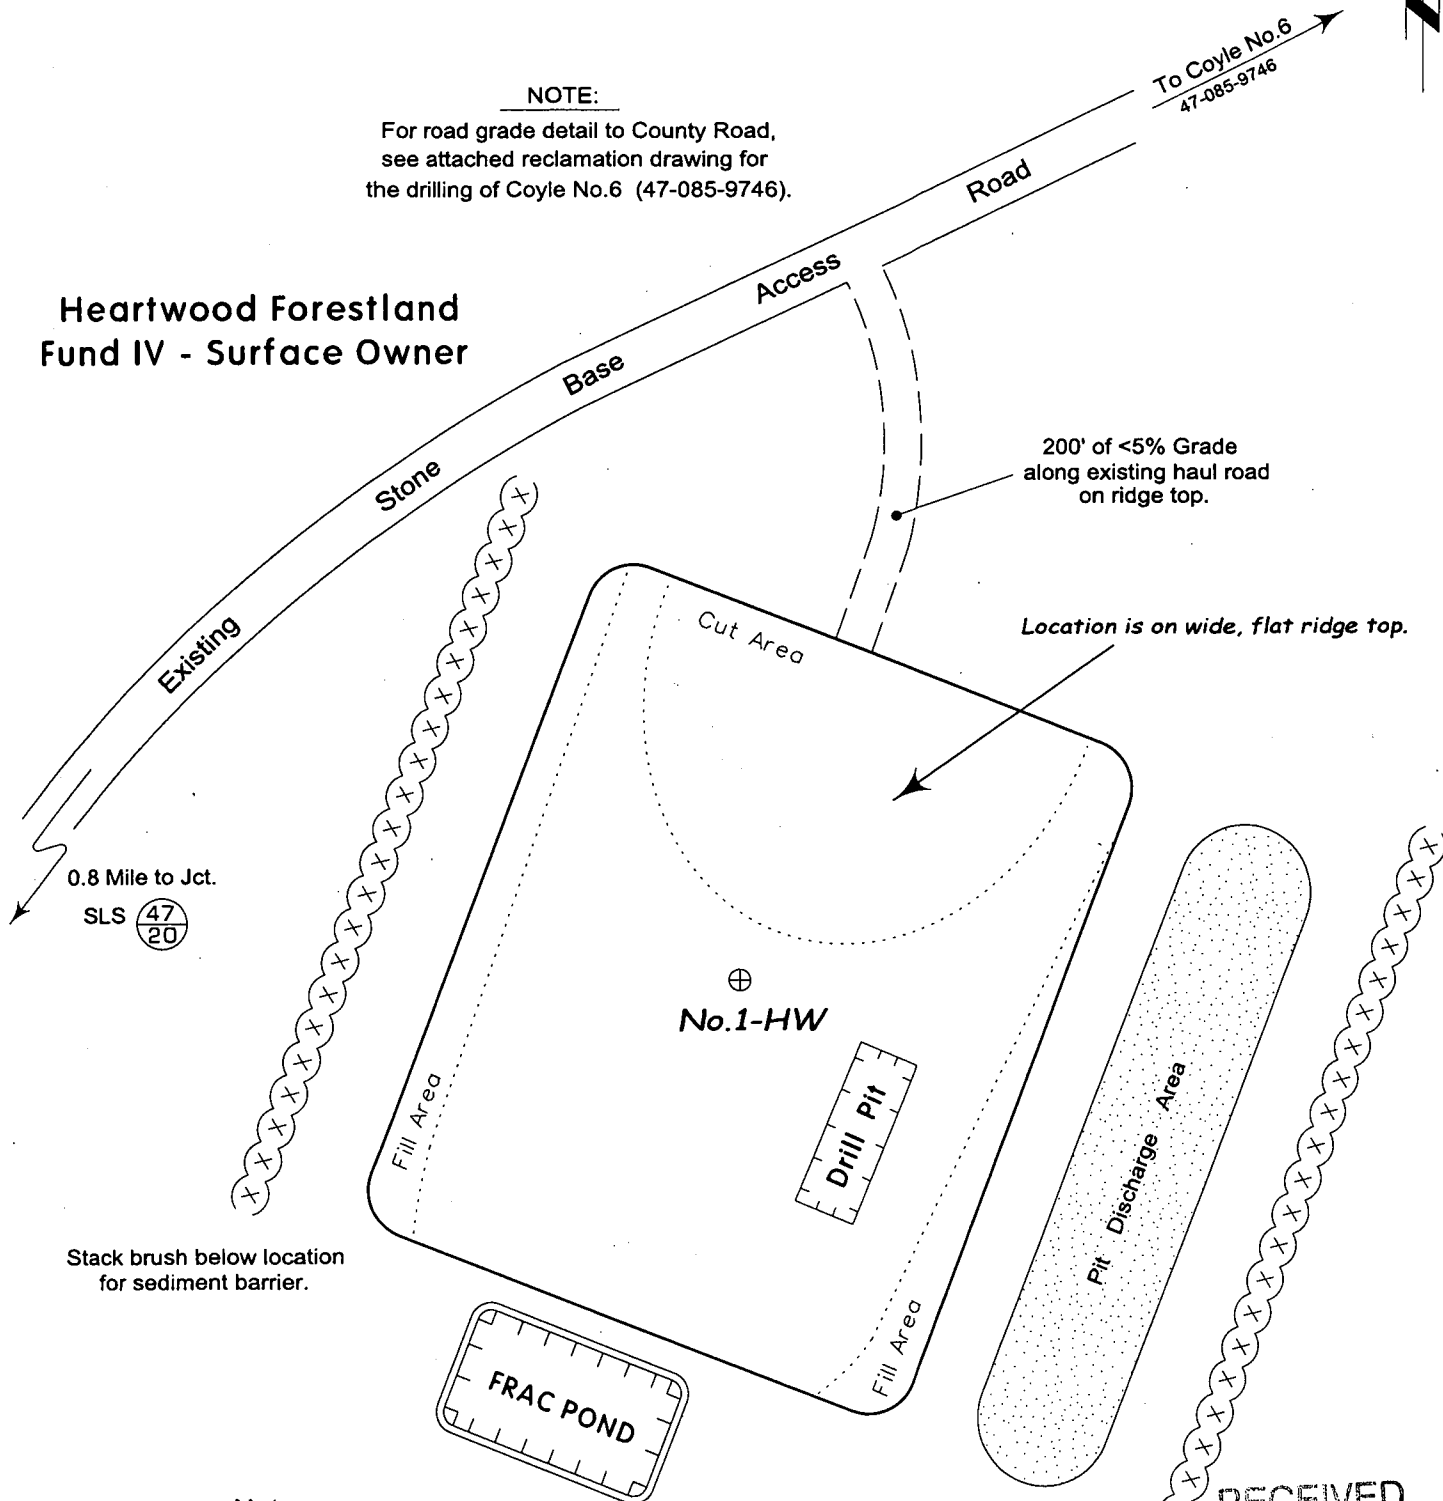 To Coyle No.6
47-085-9746
NOTE:
For road grade detail to County Road,
see attached reclamation drawing for
the drilling of Coyle No.6 (47-085-9746).
Heartwood Forestland
Fund IV - Surface Owner
Existing Stone Base Access Road
200' of <5% Grade
along existing haul road
on ridge top.
Location is on wide, flat ridge top.
Cut Area
0.8 Mile to Jct.
SLS 47
20
No.1-HW
Drill Pit
Fill Area
Pit Discharge Area
Stack brush below location
for sediment barrier.
Fill Area
FRAC POND
RECEIVED